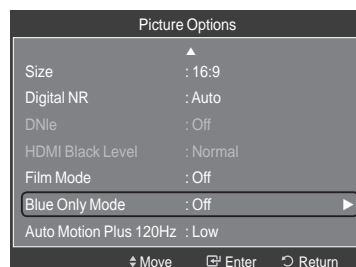 Picture Options
Size : 16:9
Digital NR : Auto
DNIe : Off
HDMI Black Level : Normal
Film Mode : Off
Blue Only Mode : Off
Auto Motion Plus 120Hz : Low
Move Enter Return